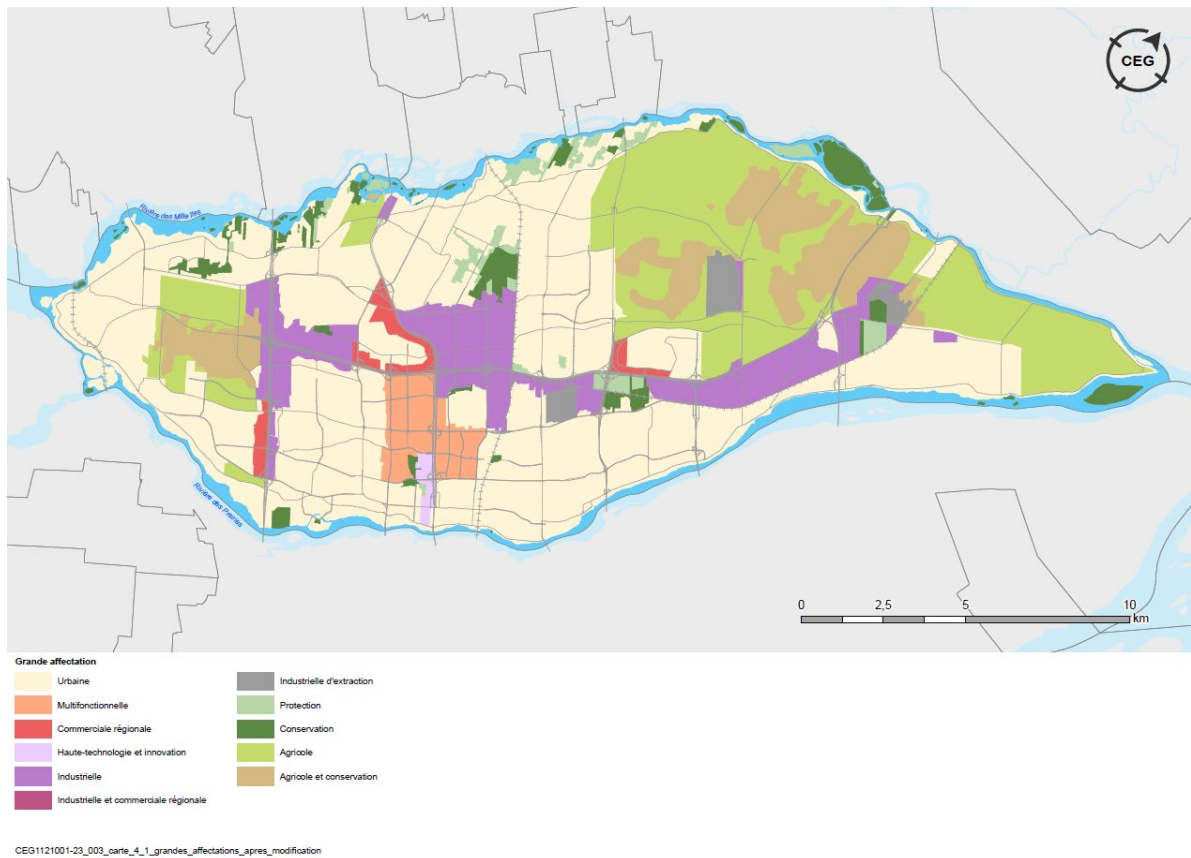 CEG
Rivière des Mille Iles
Rivière des Prairies
0 2,5 5 10
km
Grande affectation
Urbaine
Multifonctionnelle
Commerciale régionale
Haute-technologie et innovation
Industrielle
Industrielle et commerciale régionale
Industrielle d'extraction
Protection
Conservation
Agricole
Agricole et conservation
CEG1121001-23_003_carte_4_1_grandes_affectations_apres_modification